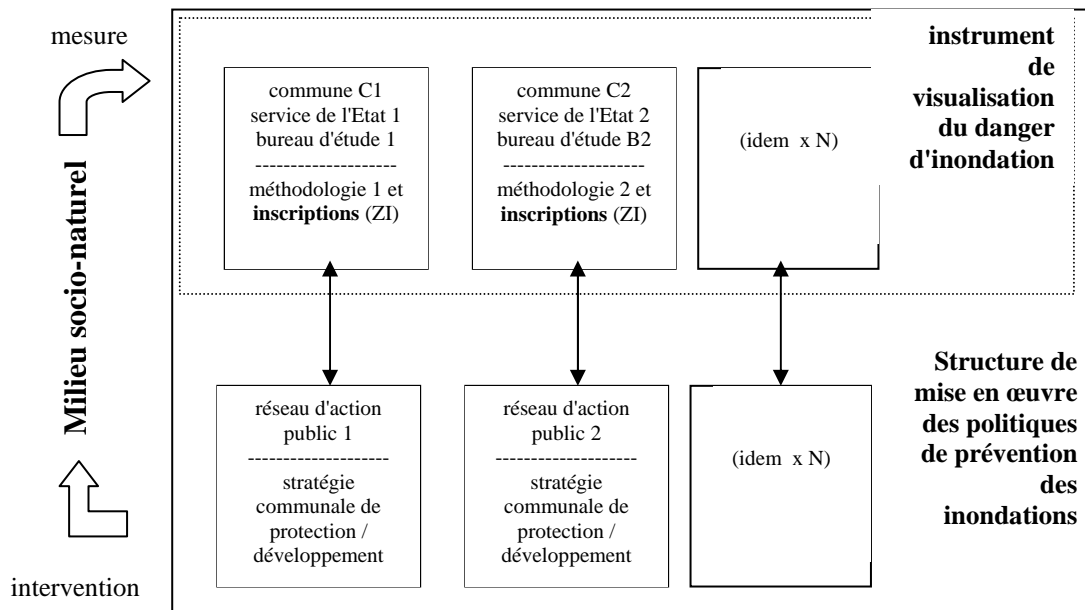 mesure
instrument
de
visualisation
du danger
d'inondation
commune C1
service de l'Etat 1
bureau d'étude 1
---------------------
méthodologie 1 et
inscriptions (ZI)
commune C2
service de l'Etat 2
bureau d'étude B2
---------------------
méthodologie 2 et
inscriptions (ZI)
(idem x N)
Milieu socio-naturel
réseau d'action
public 1
---------------------
stratégie
communale de
protection /
développement
réseau d'action
public 2
---------------------
stratégie
communale de
protection /
développement
(idem x N)
Structure de
mise en œuvre
des politiques
de prévention
des
inondations
intervention